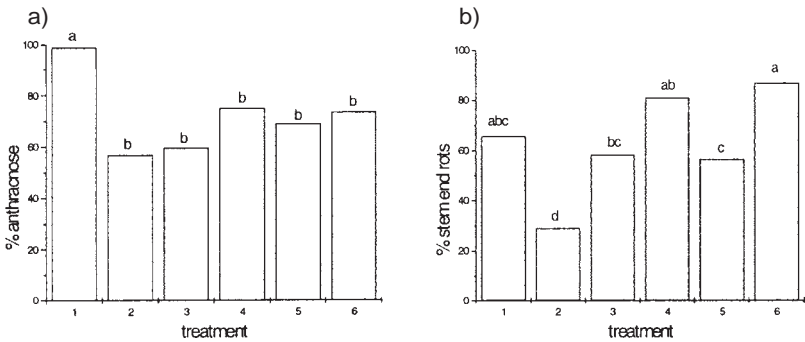 a)
% anthracnose
100
80
60
40
20
0
a
b
b
b
b
b
1 2 3 4 5 6
treatment
b)
% stem end rots
100
80
60
40
20
0
abc
d
bc
ab
c
a
1 2 3 4 5 6
treatment